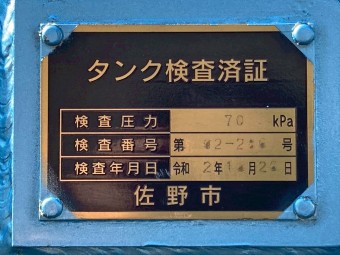 タンク検査済証
検査圧力 70 kPa
検査番号 第 号
検査年月日 令和 2年 月 日
佐野市